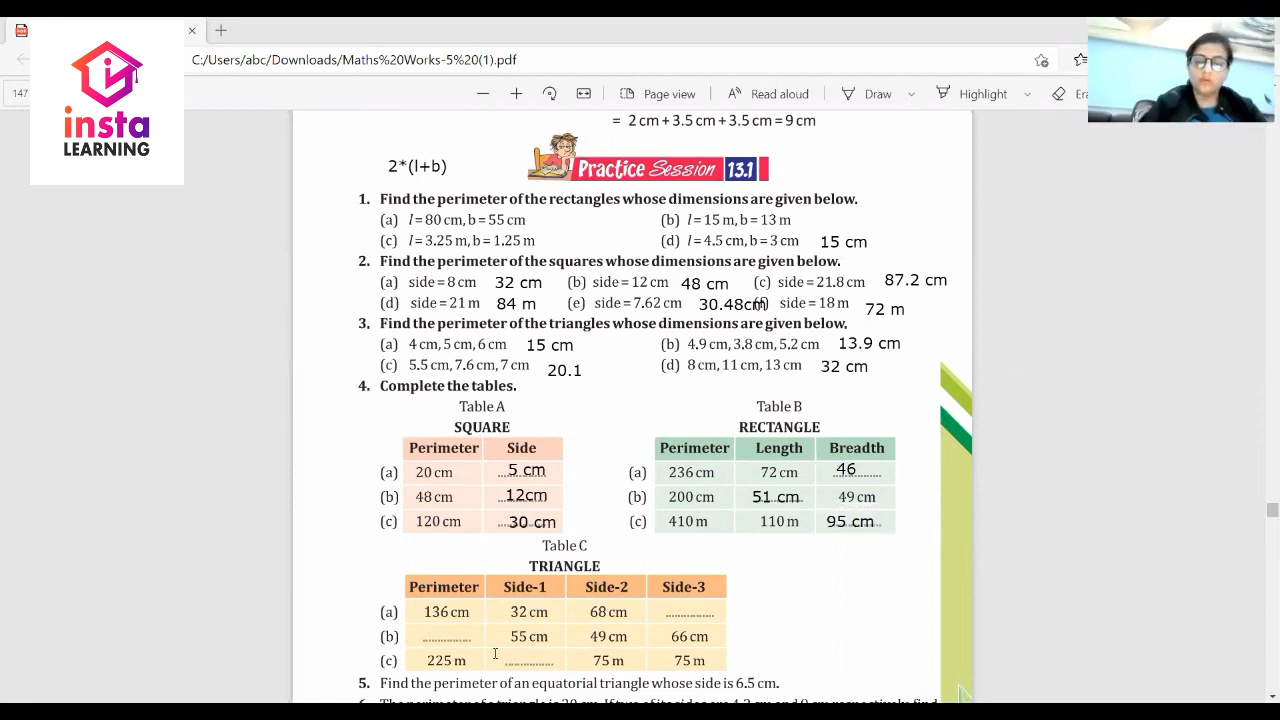 C:/Users/abc/Downloads/Maths%20Works-5%20(1).pdf
insta
LEARNING
147
Page view
Read aloud
Draw
Highlight
Era
= 2 cm + 3.5 cm + 3.5 cm = 9 cm
2*(l+b)
Practice Session 13.1
1. Find the perimeter of the rectangles whose dimensions are given below.
(a) l = 80 cm, b = 55 cm (b) l = 15 m, b = 13 m
(c) l = 3.25 m, b = 1.25 m (d) l = 4.5 cm, b = 3 cm 15 cm
2. Find the perimeter of the squares whose dimensions are given below.
(a) side = 8 cm 32 cm (b) side = 12 cm 48 cm (c) side = 21.8 cm 87.2 cm
(d) side = 21 m 84 m (e) side = 7.62 cm 30.48cm (f) side = 18 m 72 m
3. Find the perimeter of the triangles whose dimensions are given below.
(a) 4 cm, 5 cm, 6 cm 15 cm (b) 4.9 cm, 3.8 cm, 5.2 cm 13.9 cm
(c) 5.5 cm, 7.6 cm, 7 cm 20.1 (d) 8 cm, 11 cm, 13 cm 32 cm
4. Complete the tables.
Table A
SQUARE
Perimeter Side
(a) 20 cm 5 cm
(b) 48 cm 12cm
(c) 120 cm 30 cm
Table B
RECTANGLE
Perimeter Length Breadth
(a) 236 cm 72 cm 46
(b) 200 cm 51 cm 49 cm
(c) 410 m 110 m 95 cm
Table C
TRIANGLE
Perimeter Side-1 Side-2 Side-3
(a) 136 cm 32 cm 68 cm ................
(b) ................ 55 cm 49 cm 66 cm
(c) 225 m ................ 75 m 75 m
5. Find the perimeter of an equatorial triangle whose side is 6.5 cm.